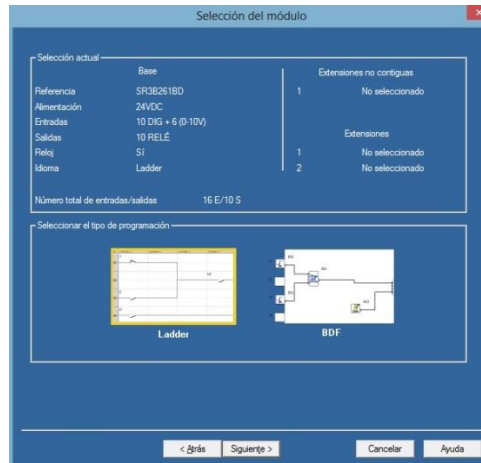 Selección del módulo
Selección actual
Base
Extensiones no contiguas
Referencia SR3B261BD 1 No seleccionado
Alimentación 24VDC
Entradas 10 DIG + 6 (0-10V)
Salidas 10 RELÉ Extensiones
Reloj Sí 1 No seleccionado
Idioma Ladder 2 No seleccionado
Número total de entradas/salidas 16 E/10 S
Seleccionar el tipo de programación
Ladder BDF
< Atrás Siguiente > Cancelar Ayuda